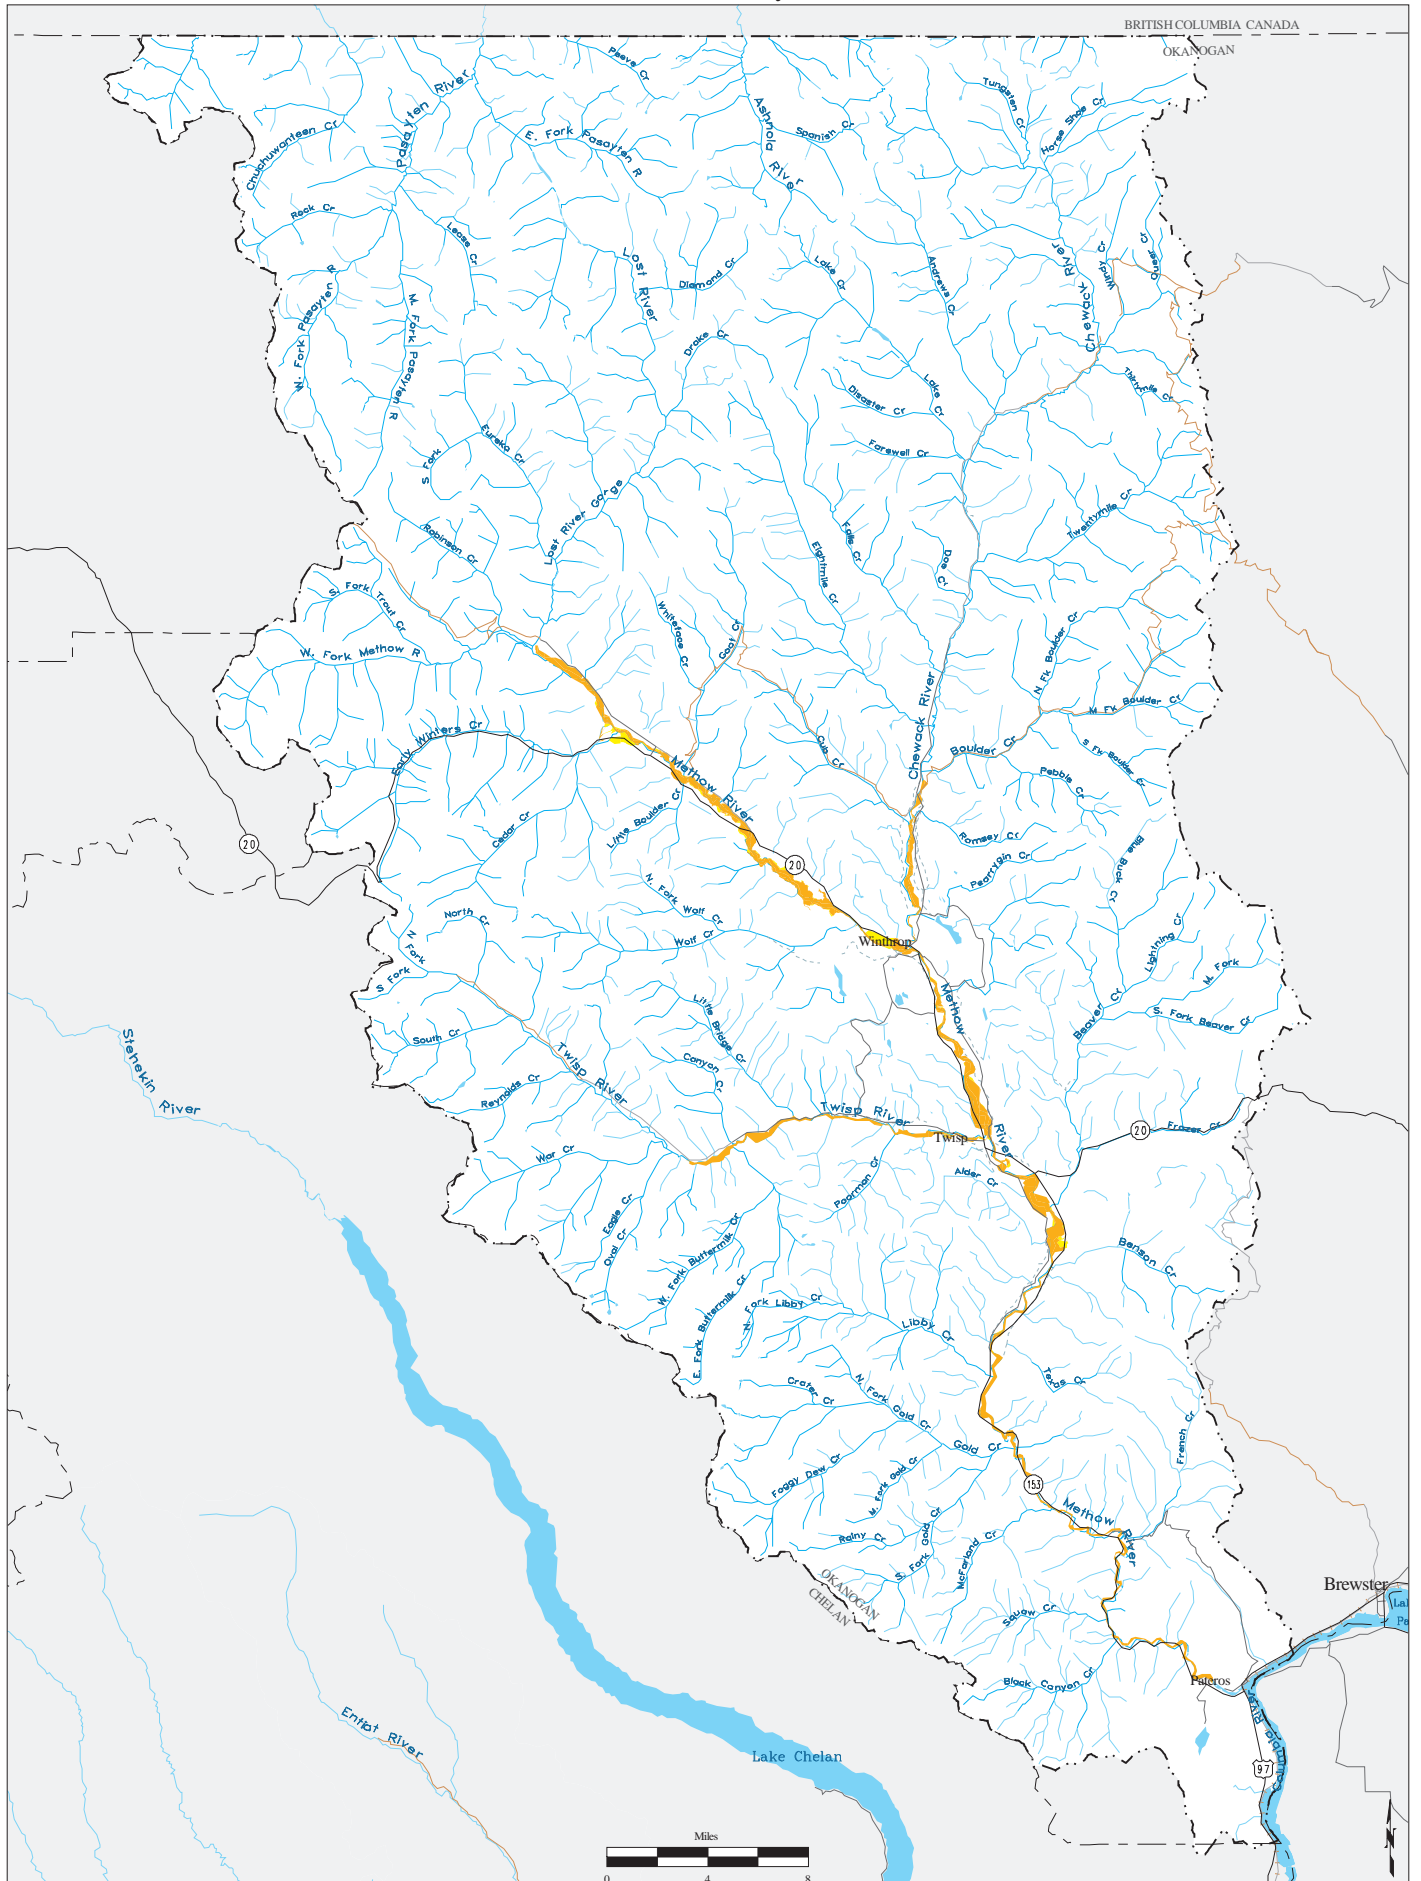 BRITISH COLUMBIA CANADA
OKANOGAN
Peeve Cr
Pasayten River
Tungsten Cr
Ashnola River
Horse Shoe Cr
Chuchuwanteen Cr
E. Fork Pasayten R
Spanish Cr
Rock Cr
Lease Cr
Lost River
Diamond Cr
Lake Cr
Andrews Cr
Chewack River
Windy Cr
Queer Cr
N. Fork Pasayten R
M. Fork Pasayten R
Drake Cr
Lake Cr
Thirtymile Cr
Disaster Cr
Eureka Cr
S Fork
Farewell Cr
Lost River Gorge
Twentymile Cr
Robinson Cr
Falls Cr
Eightmile Cr
Doe Cr
S. Fork Trout Cr
Whiteface Cr
Goat Cr
N Fk Boulder Cr
W. Fork Methow R
Chewack River
M Fk Boulder Cr
Early Winters Cr
Cub Cr
Boulder Cr
S Fk Boulder Cr
Methow River
Pebble Cr
Little Boulder Cr
Cedar Cr
20
20
Ramsey Cr
Pearrygin Cr
Blue Buck Cr
N. Fork Wolf Cr
North Cr
Wolf Cr
Winthrop
N Fork
S Fork
Lightning Cr
M. Fork
Little Bridge Cr
Methow River
Beaver Cr
S. Fork Beaver Cr
Stehekin River
South Cr
Twisp River
Canyon Cr
Reynolds Cr
Twisp River
Twisp
20
Frazer Cr
War Cr
Poorman Cr
Alder Cr
Eagle Cr
Oval Cr
W. Fork Buttermilk Cr
Benson Cr
E. Fork Buttermilk Cr
N. Fork Libby Cr
Libby Cr
Texas Cr
Crater Cr
N Fork Gold Cr
Gold Cr
French Cr
Foggy Dew Cr
M. Fork Gold Cr
153
Methow River
Rainy Cr
S. Fork Gold Cr
McFarland Cr
OKANOGAN
CHELAN
Brewster
Squaw Cr
Black Canyon Cr
Pateros
Columbia River
Entiat River
Lake Chelan
97
Miles
0 4 8
N